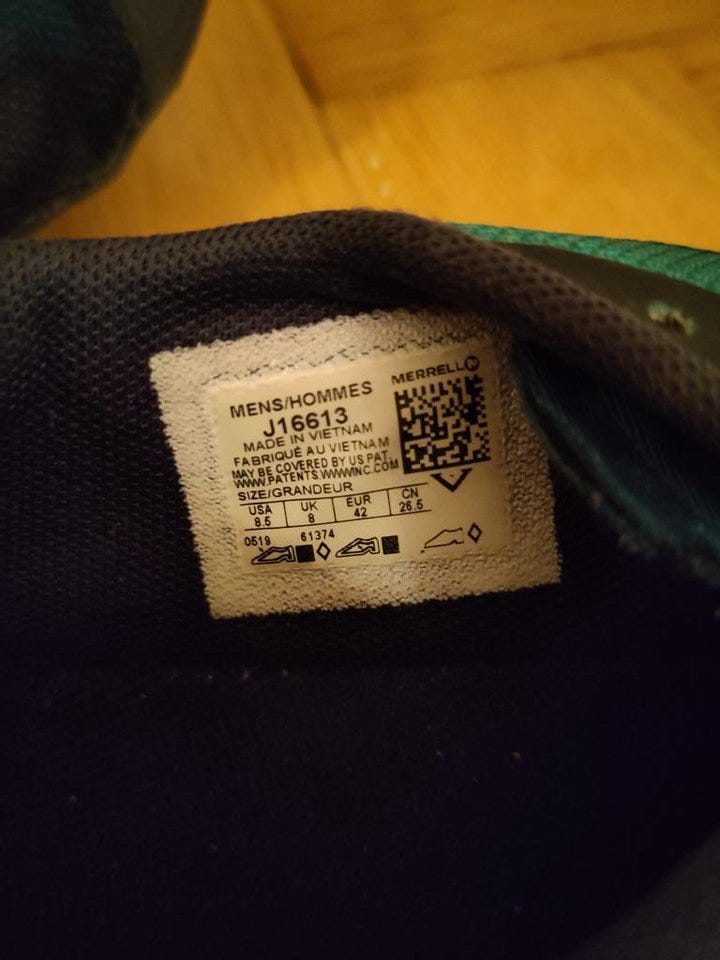 MERRELL
MENS/HOMMES
J16613
MADE IN VIETNAM
FABRIQUÉ AU VIETNAM
MAY BE COVERED BY US PAT.
WWW.PATENTS WWWINC.COM
SIZE/GRANDEUR
USA UK EUR CN
8.5 8 42 26.5
0519 61374